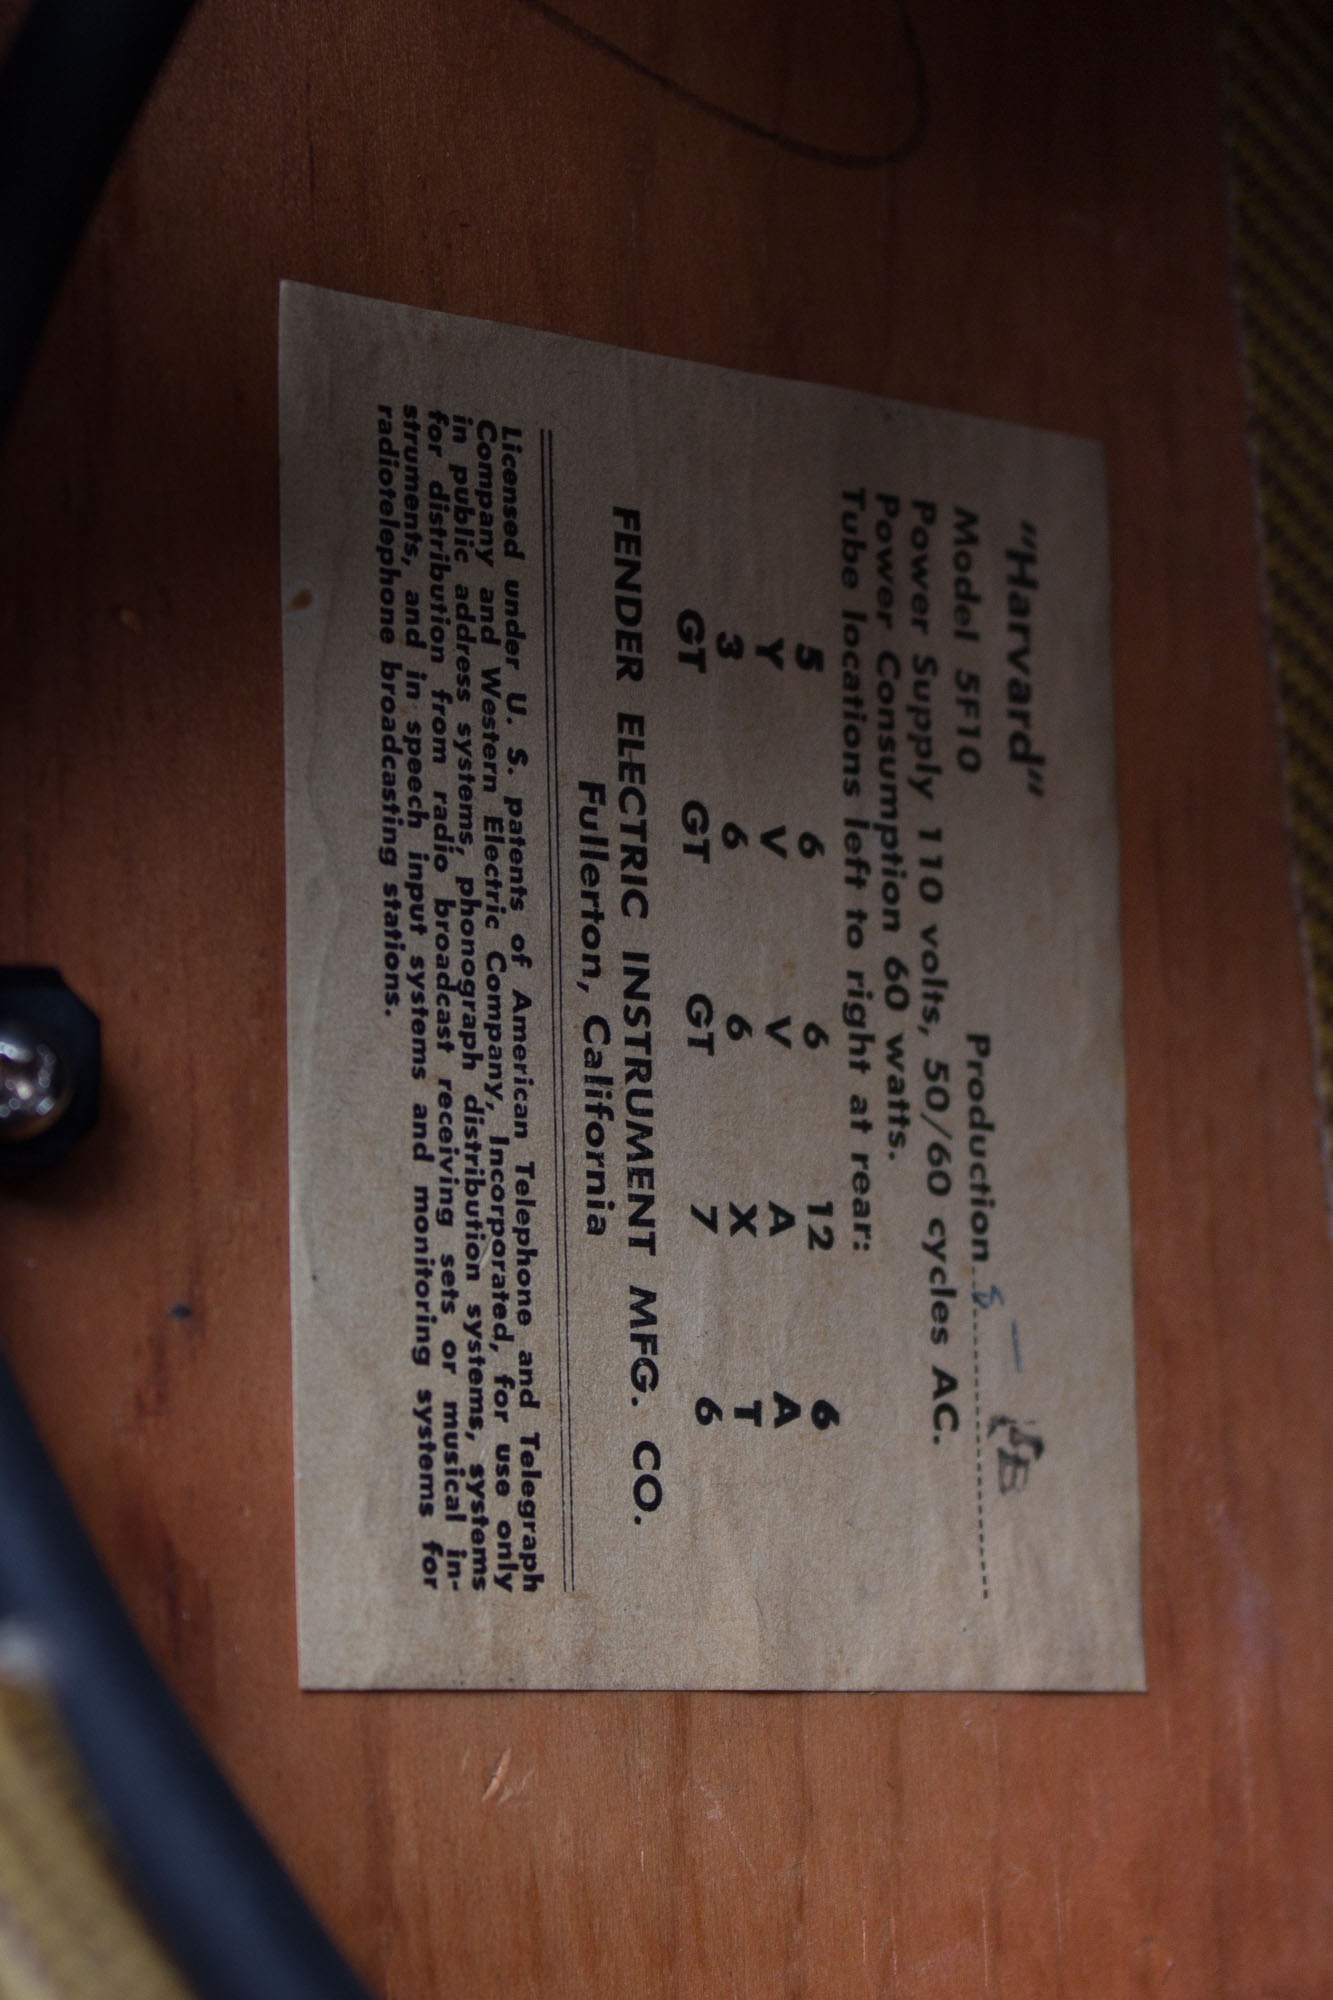 "Harvard"
Model 5F10 Production
Power Supply 110 volts, 50/60 cycles AC.
Power Consumption 60 watts.
Tube locations left to right at rear:
5 6 6 12 6
Y V V A A
3 6 6 X T
GT GT GT 7 6
FENDER ELECTRIC INSTRUMENT MFG. CO.
Fullerton, California
Licensed under U. S. patents of American Telephone and Telegraph
Company and Western Electric Company, Incorporated, for use only
in public address systems, phonograph distribution systems, systems
for distribution from radio broadcast receiving sets or musical in-
struments, and in speech input systems and monitoring systems for
radiotelephone broadcasting stations.